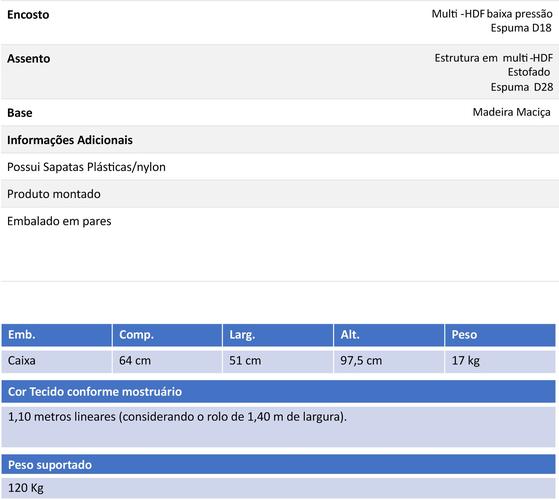 Encosto Multi -HDF baixa pressão
Espuma D18
Assento Estrutura em multi -HDF
Estofado
Espuma D28
Base Madeira Maciça
Informações Adicionais
Possui Sapatas Plásticas/nylon
Produto montado
Embalado em pares
Emb. Comp. Larg. Alt. Peso
Caixa 64 cm 51 cm 97,5 cm 17 kg
Cor Tecido conforme mostruário
1,10 metros lineares (considerando o rolo de 1,40 m de largura).
Peso suportado
120 Kg